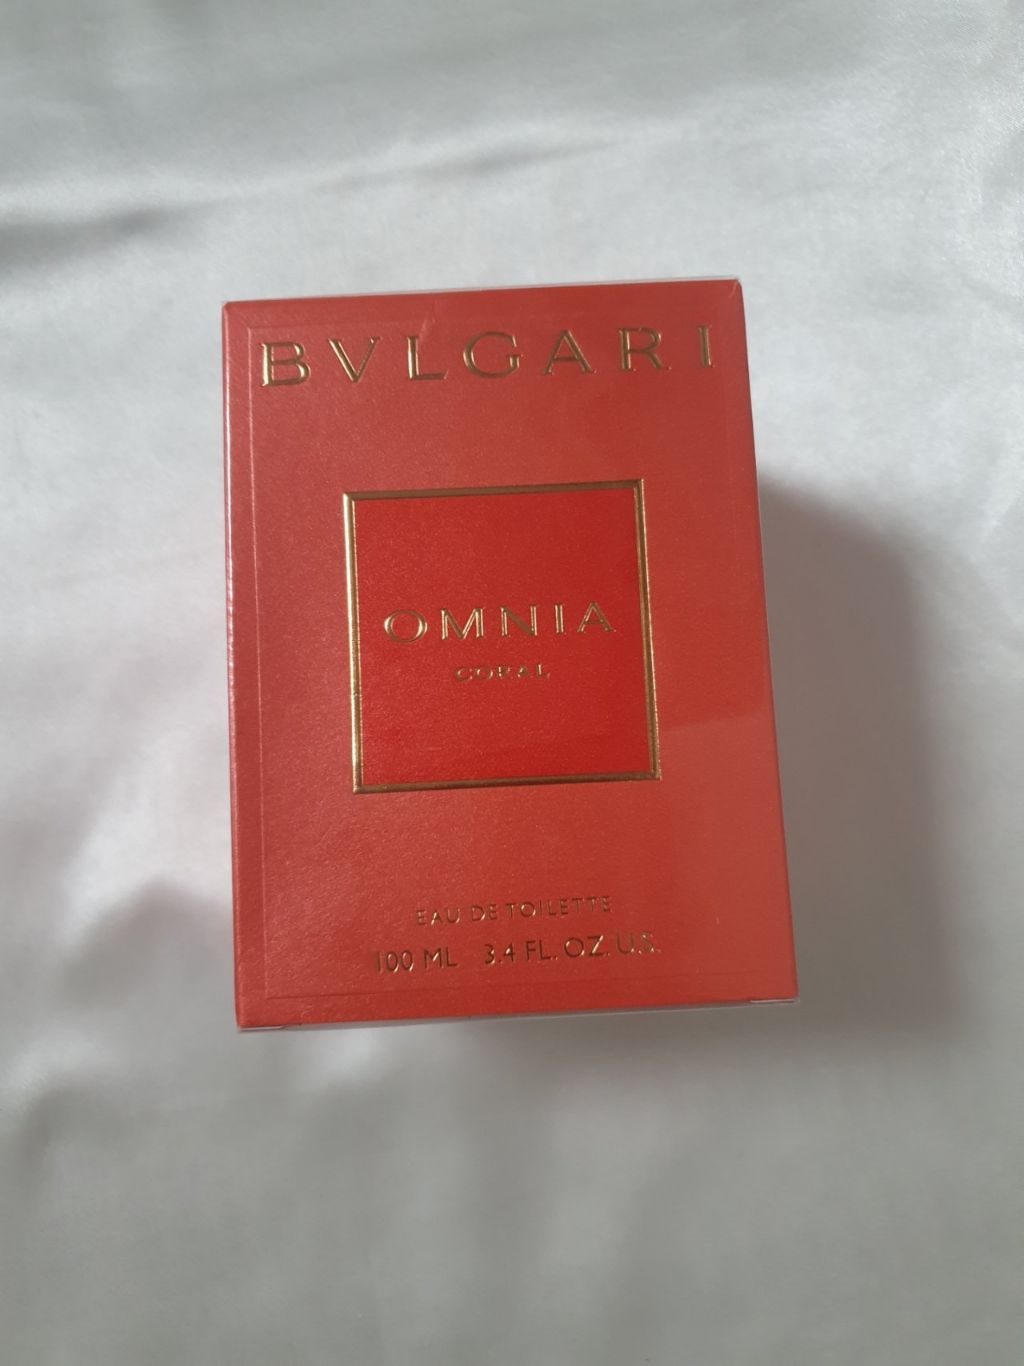 BVLGARI
OMNIA
CORAL
EAU DE TOILETTE
100 ML 3.4 FL. OZ. U.S.